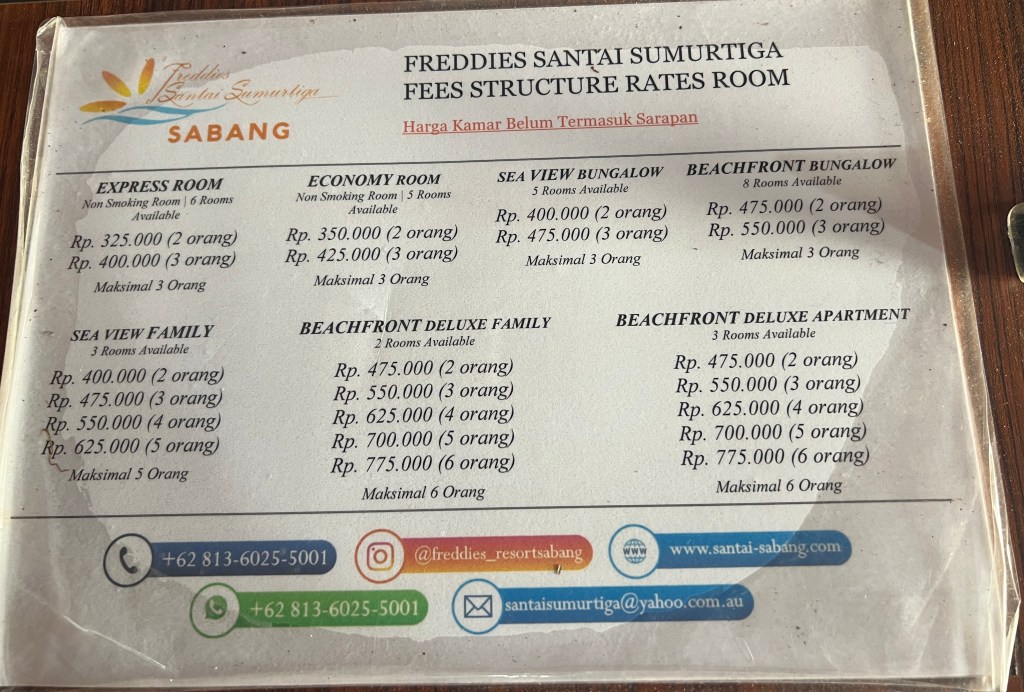 Freddies
Santai Sumurtiga
SABANG
FREDDIES SANTAI SUMURTIGA
FEES STRUCTURE RATES ROOM
Harga Kamar Belum Termasuk Sarapan
EXPRESS ROOM
Non Smoking Room | 6 Rooms
Available
Rp. 325.000 (2 orang)
Rp. 400.000 (3 orang)
Maksimal 3 Orang
ECONOMY ROOM
Non Smoking Room | 5 Rooms
Available
Rp. 350.000 (2 orang)
Rp. 425.000 (3 orang)
Maksimal 3 Orang
SEA VIEW BUNGALOW
5 Rooms Available
Rp. 400.000 (2 orang)
Rp. 475.000 (3 orang)
Maksimal 3 Orang
BEACHFRONT BUNGALOW
8 Rooms Available
Rp. 475.000 (2 orang)
Rp. 550.000 (3 orang)
Maksimal 3 Orang
SEA VIEW FAMILY
3 Rooms Available
Rp. 400.000 (2 orang)
Rp. 475.000 (3 orang)
Rp. 550.000 (4 orang)
Rp. 625.000 (5 orang)
Maksimal 5 Orang
BEACHFRONT DELUXE FAMILY
2 Rooms Available
Rp. 475.000 (2 orang)
Rp. 550.000 (3 orang)
Rp. 625.000 (4 orang)
Rp. 700.000 (5 orang)
Rp. 775.000 (6 orang)
Maksimal 6 Orang
BEACHFRONT DELUXE APARTMENT
3 Rooms Available
Rp. 475.000 (2 orang)
Rp. 550.000 (3 orang)
Rp. 625.000 (4 orang)
Rp. 700.000 (5 orang)
Rp. 775.000 (6 orang)
Maksimal 6 Orang
+62 813-6025-5001
@freddies_resortsabang
www
www.santai-sabang.com
+62 813-6025-5001
santaisumurtiga@yahoo.com.au